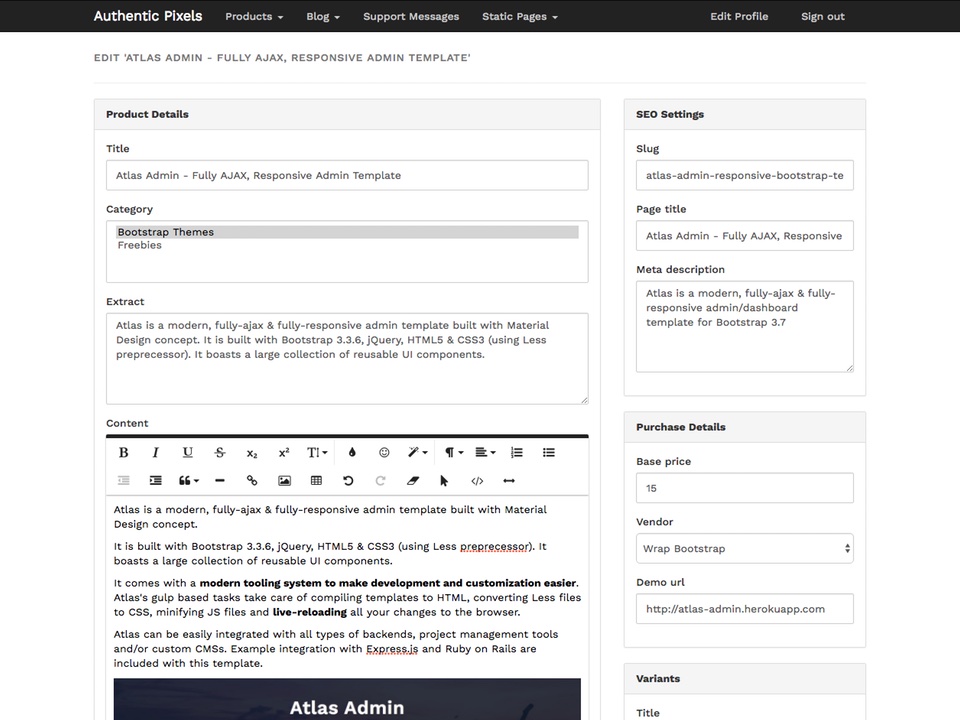 Authentic Pixels Products Blog Support Messages Static Pages Edit Profile Sign out
EDIT 'ATLAS ADMIN - FULLY AJAX, RESPONSIVE ADMIN TEMPLATE'
Product Details
Title
Atlas Admin - Fully AJAX, Responsive Admin Template
Category
Bootstrap Themes
Freebies
Extract
Atlas is a modern, fully-ajax & fully-responsive admin template built with Material
Design concept. It is built with Bootstrap 3.3.6, jQuery, HTML5 & CSS3 (using Less
preprecessor). It boasts a large collection of reusable UI components.
Content
B I U S x₂ x² T
Atlas is a modern, fully-ajax & fully-responsive admin template built with Material
Design concept.
It is built with Bootstrap 3.3.6, jQuery, HTML5 & CSS3 (using Less preprecessor). It
boasts a large collection of reusable UI components.
It comes with a modern tooling system to make development and customization easier.
Atlas's gulp based tasks take care of compiling templates to HTML, converting Less files
to CSS, minifying JS files and live-reloading all your changes to the browser.
Atlas can be easily integrated with all types of backends, project management tools
and/or custom CMSs. Example integration with Express.js and Ruby on Rails are
included with this template.
Atlas Admin
SEO Settings
Slug
atlas-admin-responsive-bootstrap-te
Page title
Atlas Admin - Fully AJAX, Responsive
Meta description
Atlas is a modern, fully-ajax & fully-
responsive admin/dashboard
template for Bootstrap 3.7
Purchase Details
Base price
15
Vendor
Wrap Bootstrap
Demo url
http://atlas-admin.herokuapp.com
Variants
Title